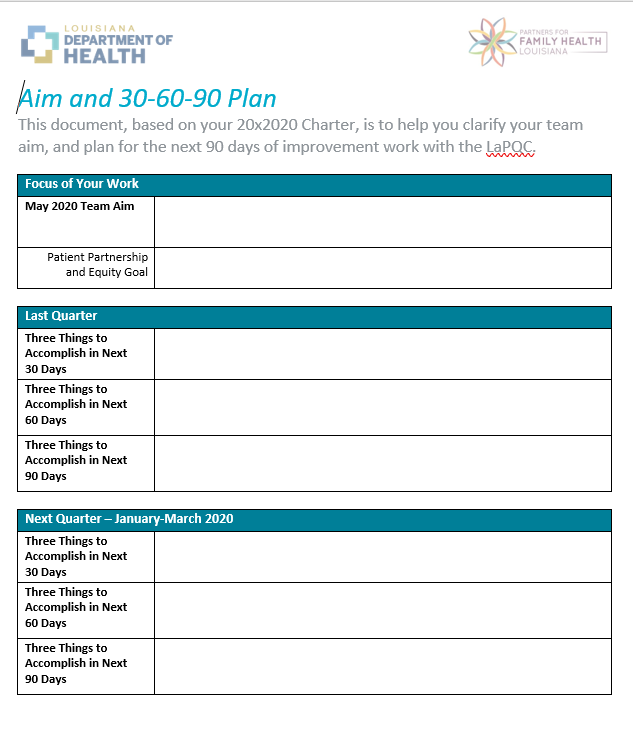 LOUISIANA
DEPARTMENT OF
HEALTH
PARTNERS FOR
FAMILY HEALTH
LOUISIANA
Aim and 30-60-90 Plan
This document, based on your 20x2020 Charter, is to help you clarify your team
aim, and plan for the next 90 days of improvement work with the LaPQC.
Focus of Your Work
May 2020 Team Aim
Patient Partnership
and Equity Goal
Last Quarter
Three Things to
Accomplish in Next
30 Days
Three Things to
Accomplish in Next
60 Days
Three Things to
Accomplish in Next
90 Days
Next Quarter – January-March 2020
Three Things to
Accomplish in Next
30 Days
Three Things to
Accomplish in Next
60 Days
Three Things to
Accomplish in Next
90 Days